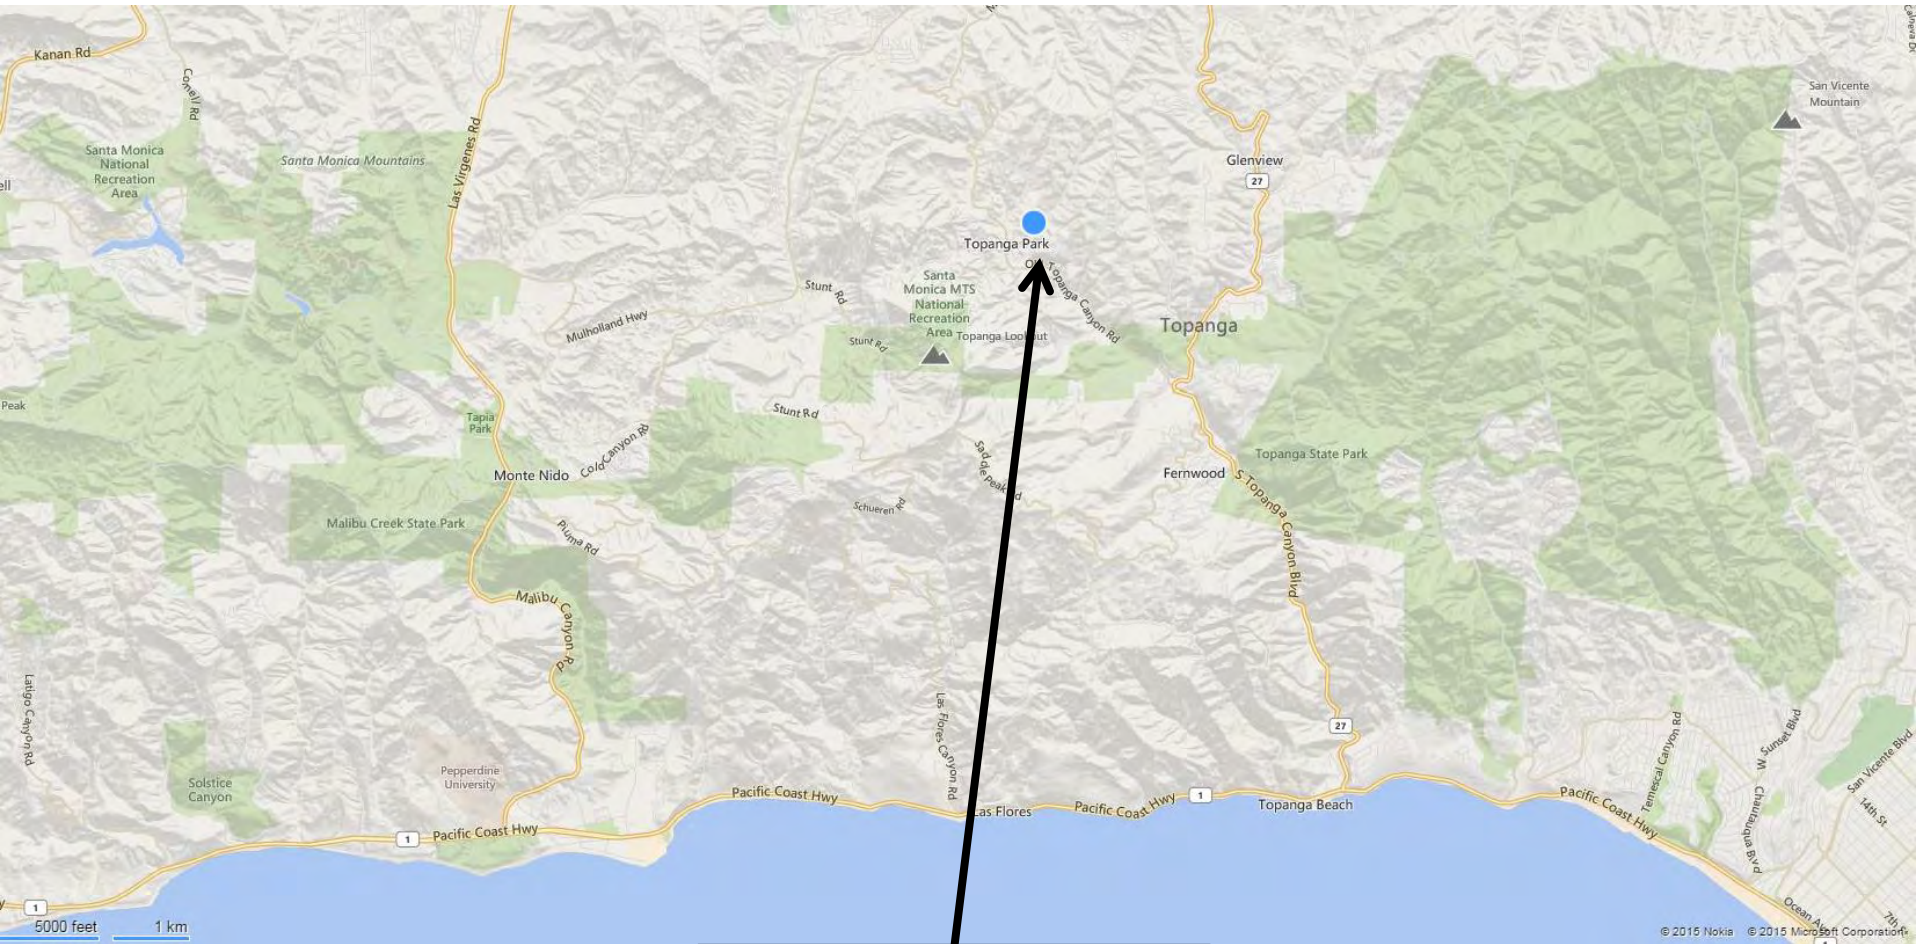 Kanan Rd
Cornell Rd
Las Virgenes Rd
Santa Monica
National
Recreation
Area
Santa Monica Mountains
San Vicente
Mountain
Glenview
27
Topanga Park
Topanga Canyon Rd
Santa
Monica MTS
National
Recreation
Area
Topanga Lookout
Topanga
Stunt Rd
Mulholland Hwy
Stunt Rd
Peak
Tapia
Park
Stunt Rd
Cold Canyon Rd
Monte Nido
Saddle Peak Rd
Schueren Rd
Fernwood
Topanga State Park
S Topanga Canyon Blvd
Malibu Creek State Park
Piuma Rd
Malibu Canyon Rd
Latigo Canyon Rd
Las Flores Canyon Rd
27
Solstice
Canyon
Pepperdine
University
Pacific Coast Hwy
Las Flores
Pacific Coast Hwy
1
Topanga Beach
Pacific Coast Hwy
Temescal Canyon Rd
W Sunset Blvd
Chautauqua Blvd
San Vicente Blvd
14th St
1
Pacific Coast Hwy
1
5000 feet
1 km
© 2015 Nokia
© 2015 Microsoft Corporation